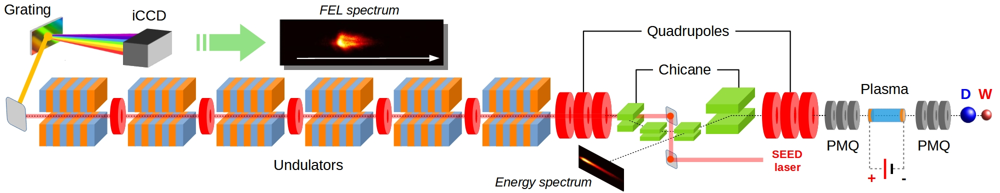 Grating
iCCD
FEL spectrum
Quadrupoles
Chicane
Plasma
D W
PMQ
PMQ
SEED
laser
Undulators
Energy spectrum
+ -